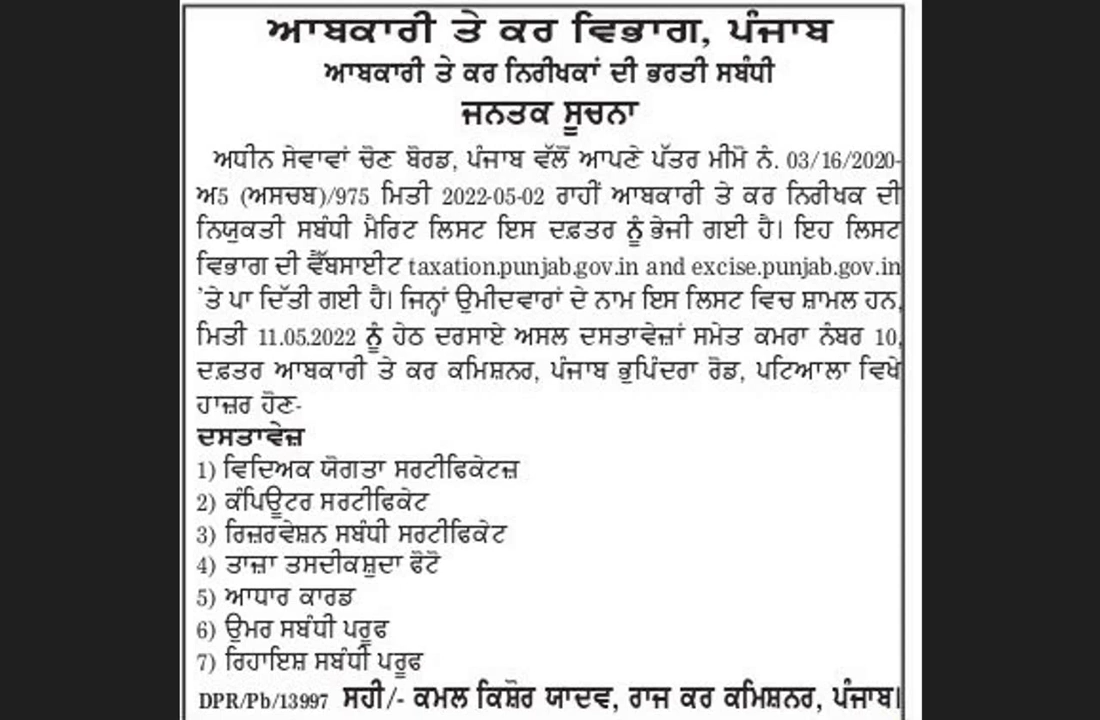 ਆਬਕਾਰੀ ਤੇ ਕਰ ਵਿਭਾਗ, ਪੰਜਾਬ
ਆਬਕਾਰੀ ਤੇ ਕਰ ਨਿਰੀਖਕਾਂ ਦੀ ਭਰਤੀ ਸਬੰਧੀ
ਜਨਤਕ ਸੂਚਨਾ
ਅਧੀਨ ਸੇਵਾਵਾਂ ਚੋਣ ਬੋਰਡ, ਪੰਜਾਬ ਵੱਲੋਂ ਆਪਣੇ ਪੱਤਰ ਮੀਮੋ ਨੰ. 03/16/2020-
ਅ5 (ਅਸਚਬ)/975 ਮਿਤੀ 2022-05-02 ਰਾਹੀਂ ਆਬਕਾਰੀ ਤੇ ਕਰ ਨਿਰੀਖਕ ਦੀ
ਨਿਯੁਕਤੀ ਸਬੰਧੀ ਮੈਰਿਟ ਲਿਸਟ ਇਸ ਦਫ਼ਤਰ ਨੂੰ ਭੇਜੀ ਗਈ ਹੈ। ਇਹ ਲਿਸਟ
ਵਿਭਾਗ ਦੀ ਵੈੱਬਸਾਈਟ taxation.punjab.gov.in and excise.punjab.gov.in
'ਤੇ ਪਾ ਦਿੱਤੀ ਗਈ ਹੈ। ਜਿਨ੍ਹਾਂ ਉਮੀਦਵਾਰਾਂ ਦੇ ਨਾਮ ਇਸ ਲਿਸਟ ਵਿਚ ਸ਼ਾਮਲ ਹਨ,
ਮਿਤੀ 11.05.2022 ਨੂੰ ਹੇਠ ਦਰਸਾਏ ਅਸਲ ਦਸਤਾਵੇਜ਼ਾਂ ਸਮੇਤ ਕਮਰਾ ਨੰਬਰ 10,
ਦਫ਼ਤਰ ਆਬਕਾਰੀ ਤੇ ਕਰ ਕਮਿਸ਼ਨਰ, ਪੰਜਾਬ ਭੁਪਿੰਦਰਾ ਰੋਡ, ਪਟਿਆਲਾ ਵਿਖੇ
ਹਾਜ਼ਰ ਹੋਣ-
ਦਸਤਾਵੇਜ਼
1) ਵਿਦਿਅਕ ਯੋਗਤਾ ਸਰਟੀਫਿਕੇਟਜ਼
2) ਕੰਪਿਊਟਰ ਸਰਟੀਫਿਕੇਟ
3) ਰਿਜ਼ਰਵੇਸ਼ਨ ਸਬੰਧੀ ਸਰਟੀਫਿਕੇਟ
4) ਤਾਜ਼ਾ ਤਸਦੀਕਸ਼ੁਦਾ ਫੋਟੋ
5) ਆਧਾਰ ਕਾਰਡ
6) ਉਮਰ ਸਬੰਧੀ ਪਰੂਫ
7) ਰਿਹਾਇਸ਼ ਸਬੰਧੀ ਪਰੂਫ
DPR/Pb/13997 ਸਹੀ/- ਕਮਲ ਕਿਸ਼ੋਰ ਯਾਦਵ, ਰਾਜ ਕਰ ਕਮਿਸ਼ਨਰ, ਪੰਜਾਬ।